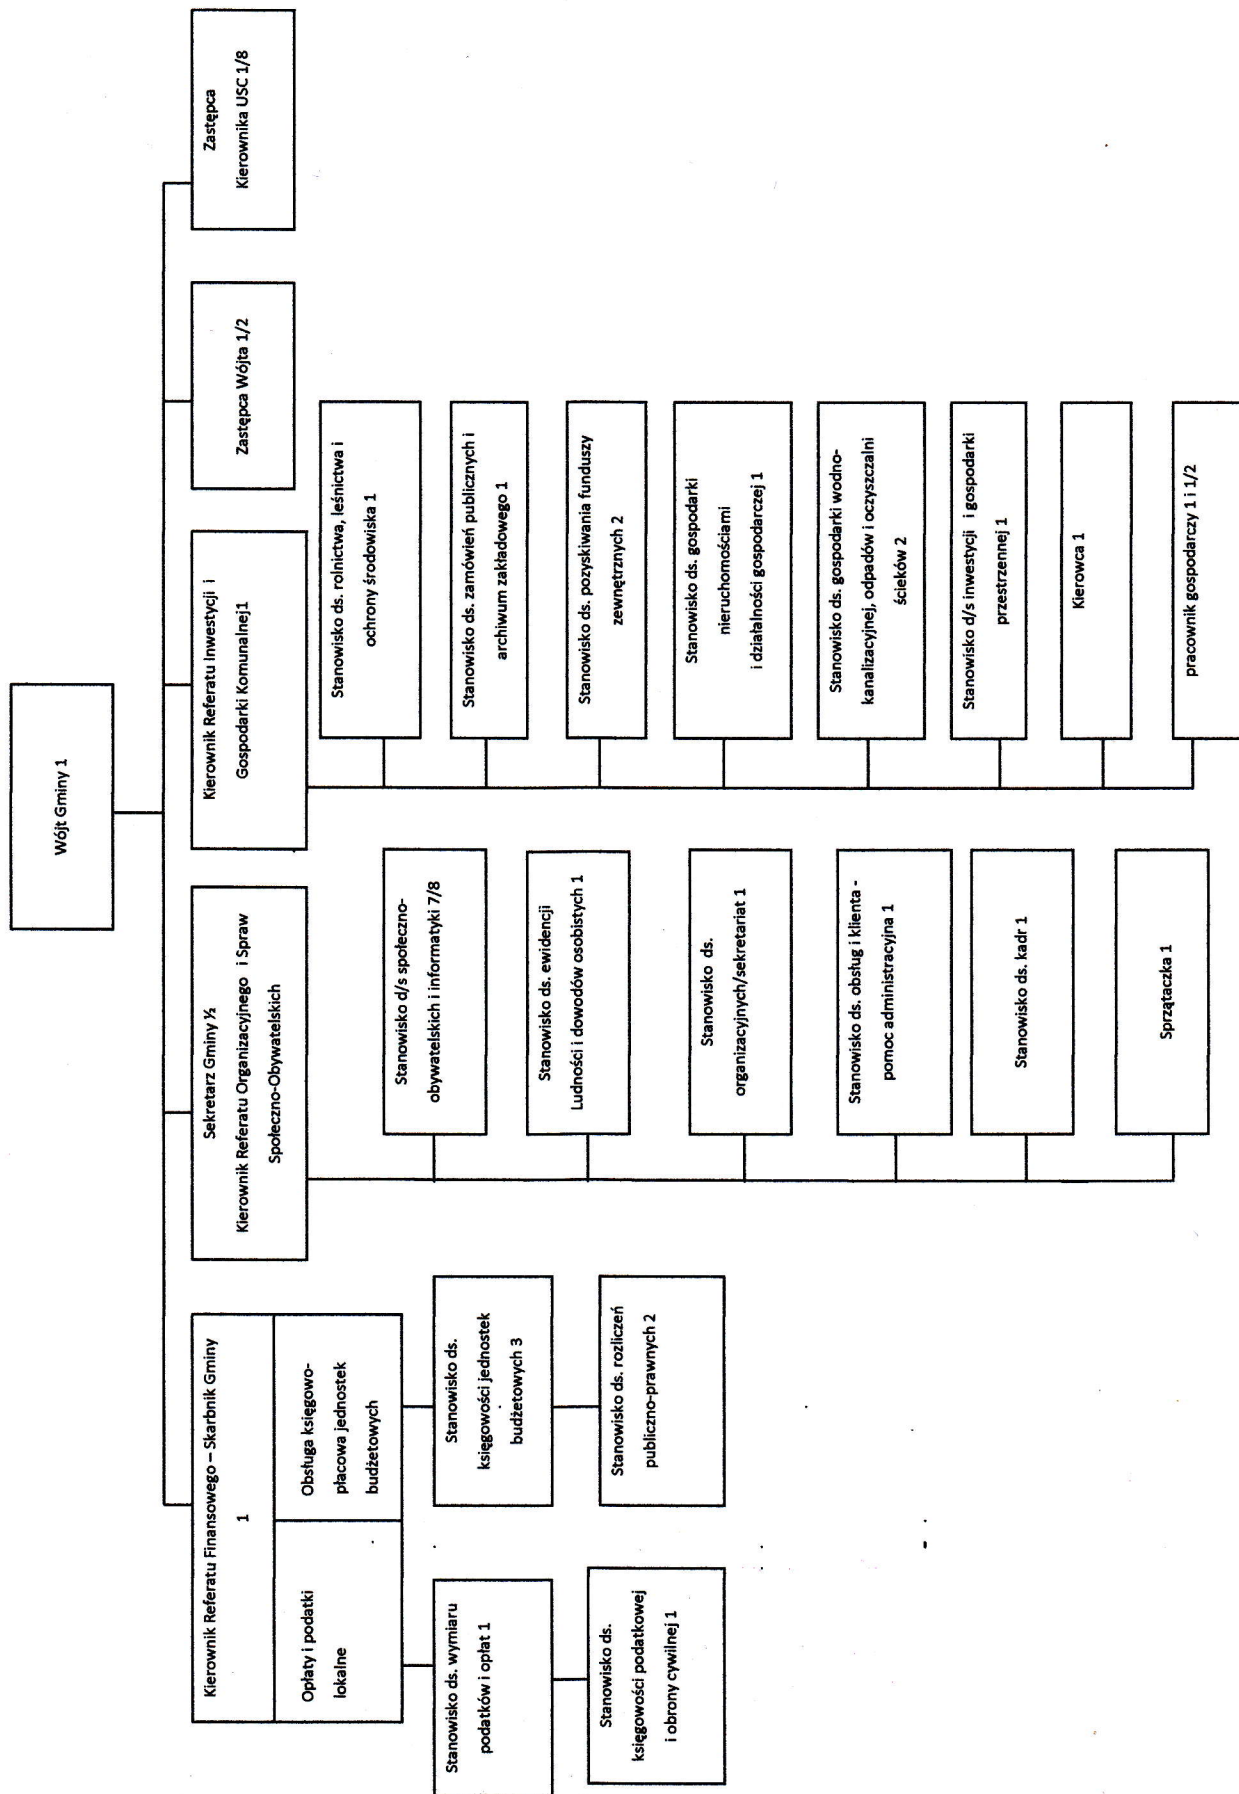 Wójt Gminy 1
Kierownik Referatu Finansowego – Skarbnik Gminy
1
Opłaty i podatki
lokalne
Obsługa księgowo-
płacowa jednostek
budżetowych
Stanowisko ds. wymiaru
podatków i opłat 1
Stanowisko ds.
księgowości podatkowej
i obrony cywilnej 1
Stanowisko ds.
księgowości jednostek
budżetowych 3
Stanowisko ds. rozliczeń
publiczno-prawnych 2
Sekretarz Gminy ½
Kierownik Referatu Organizacyjnego i Spraw
Społeczno-Obywatelskich
Stanowisko d/s społeczno-
obywatelskich i informatyki 7/8
Stanowisko ds. ewidencji
Ludności i dowodów osobistych 1
Stanowisko ds.
organizacyjnych/sekretariat 1
Stanowisko ds. obsług i klienta -
pomoc administracyjna 1
Stanowisko ds. kadr 1
Sprzątaczka 1
Kierownik Referatu Inwestycji i
Gospodarki Komunalnej1
Stanowisko ds. rolnictwa, leśnictwa i
ochrony środowiska 1
Stanowisko ds. zamówień publicznych i
archiwum zakładowego 1
Stanowisko ds. pozyskiwania funduszy
zewnętrznych 2
Stanowisko ds. gospodarki
nieruchomościami
i działalności gospodarczej 1
Stanowisko ds. gospodarki wodno-
kanalizacyjnej, odpadów i oczyszczalni
ścieków 2
Stanowisko d/s inwestycji i gospodarki
przestrzennej 1
Kierowca 1
pracownik gospodarczy 1 i 1/2
Zastępca Wójta 1/2
Zastępca
Kierownika USC 1/8